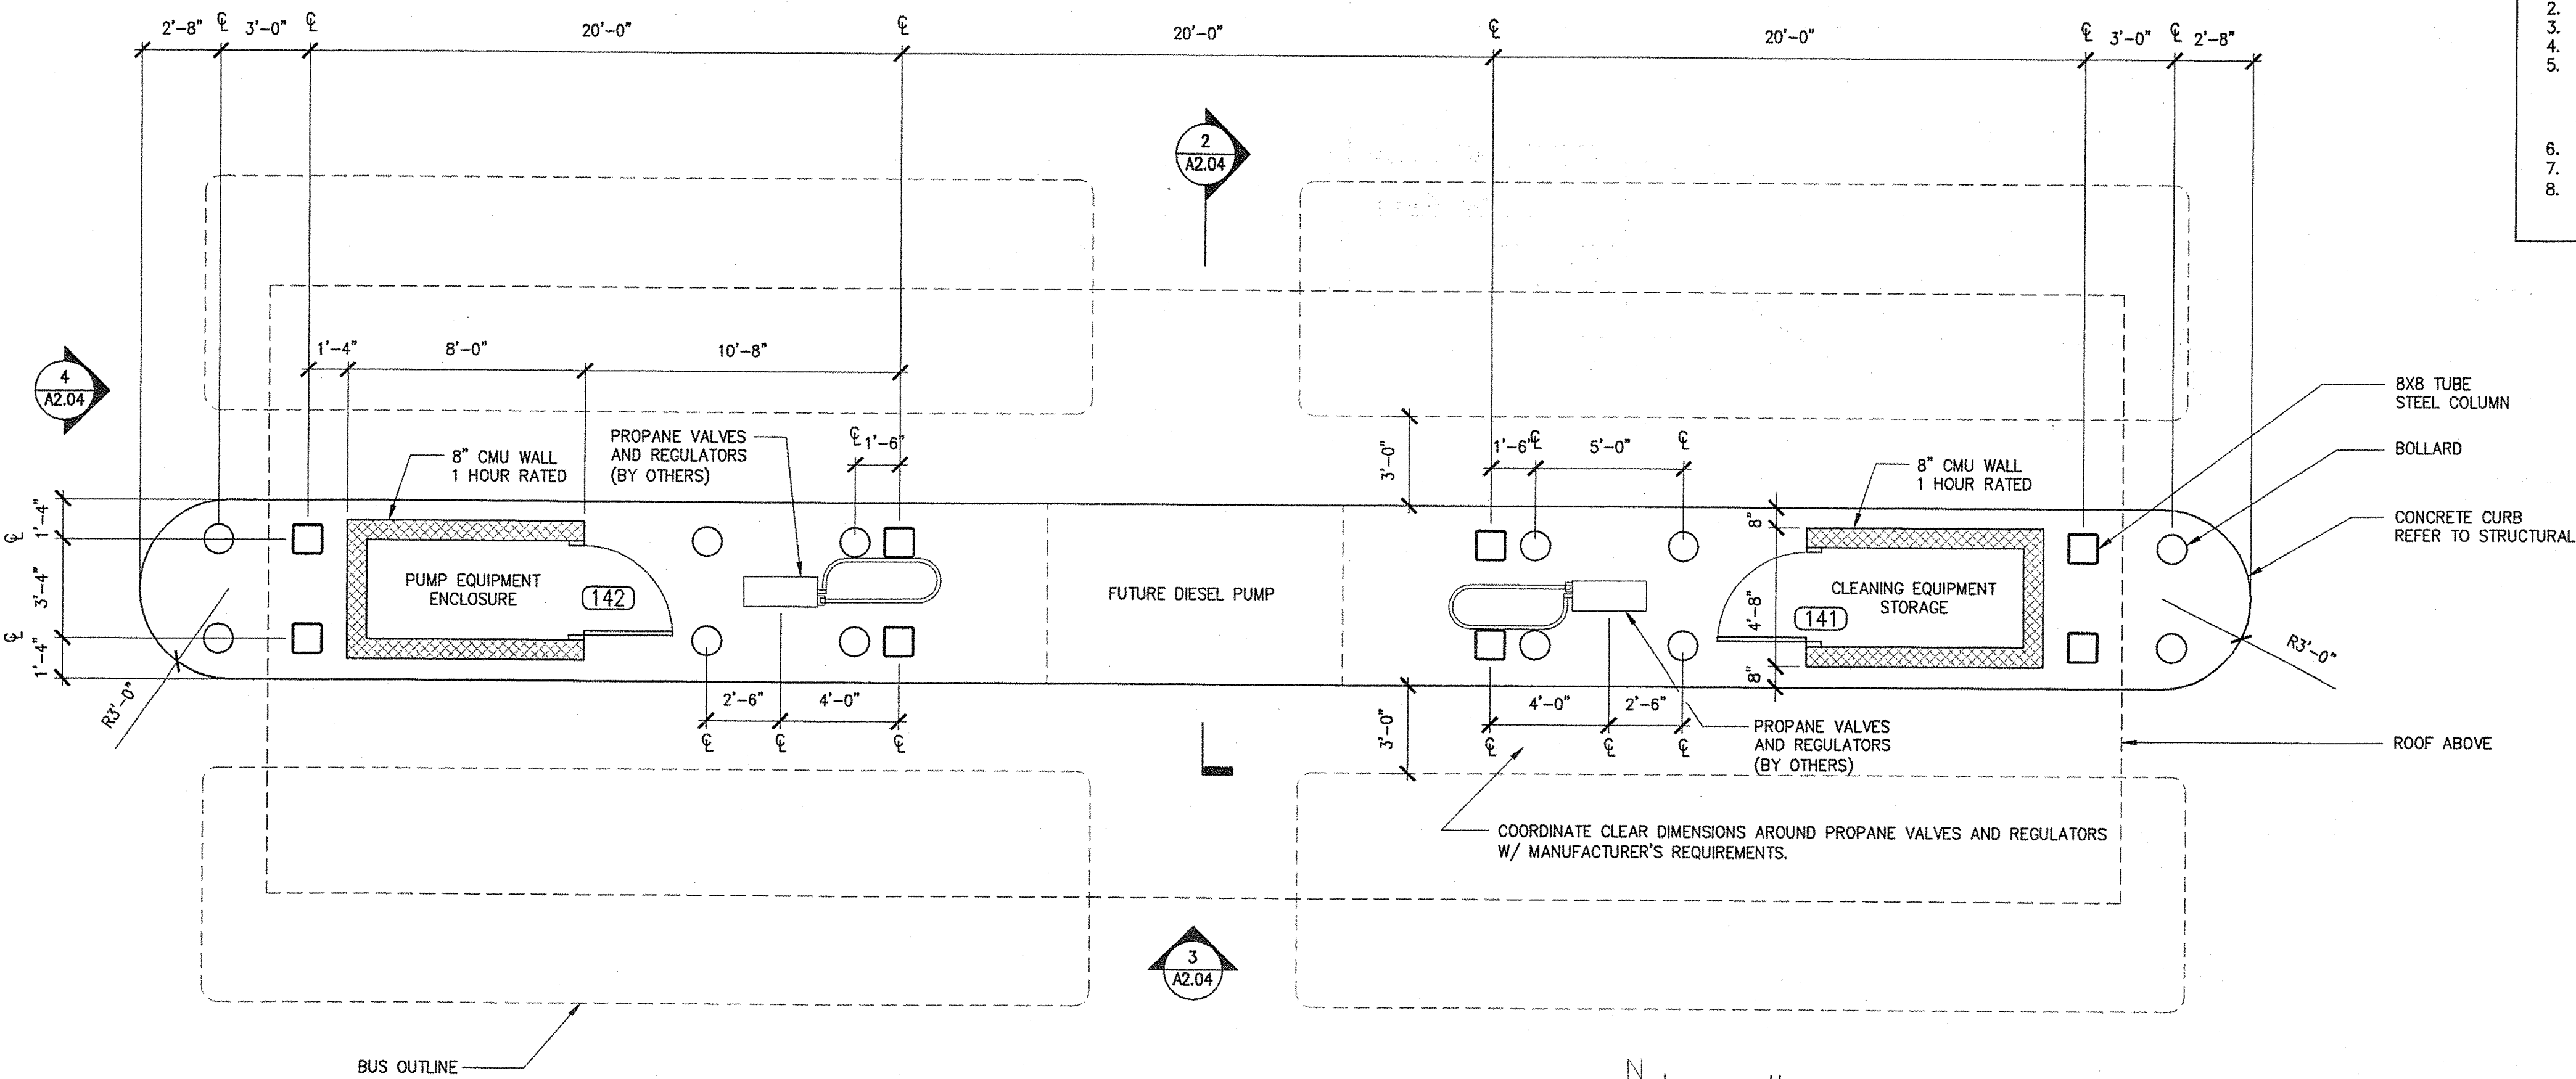 2'-8"
℄
3'-0"
℄
20'-0"
℄
20'-0"
℄
20'-0"
℄
3'-0"
℄
2'-8"
2.
3.
4.
5.
6.
7.
8.
2
A2.04
4
A2.04
1'-4"
8'-0"
10'-8"
8" CMU WALL
1 HOUR RATED
PROPANE VALVES
AND REGULATORS
(BY OTHERS)
℄
1'-6"
3'-0"
1'-6"
℄
5'-0"
℄
8" CMU WALL
1 HOUR RATED
8X8 TUBE
STEEL COLUMN
BOLLARD
CONCRETE CURB
REFER TO STRUCTURAL
℄
1'-4"
3'-4"
℄
1'-4"
R3'-0"
PUMP EQUIPMENT
ENCLOSURE
142
FUTURE DIESEL PUMP
8"
4'-8"
8"
141
CLEANING EQUIPMENT
STORAGE
R3'-0"
2'-6"
4'-0"
℄
℄
℄
3'-0"
4'-0"
2'-6"
℄
℄
℄
PROPANE VALVES
AND REGULATORS
(BY OTHERS)
ROOF ABOVE
COORDINATE CLEAR DIMENSIONS AROUND PROPANE VALVES AND REGULATORS
W/ MANUFACTURER'S REQUIREMENTS.
3
A2.04
BUS OUTLINE
N